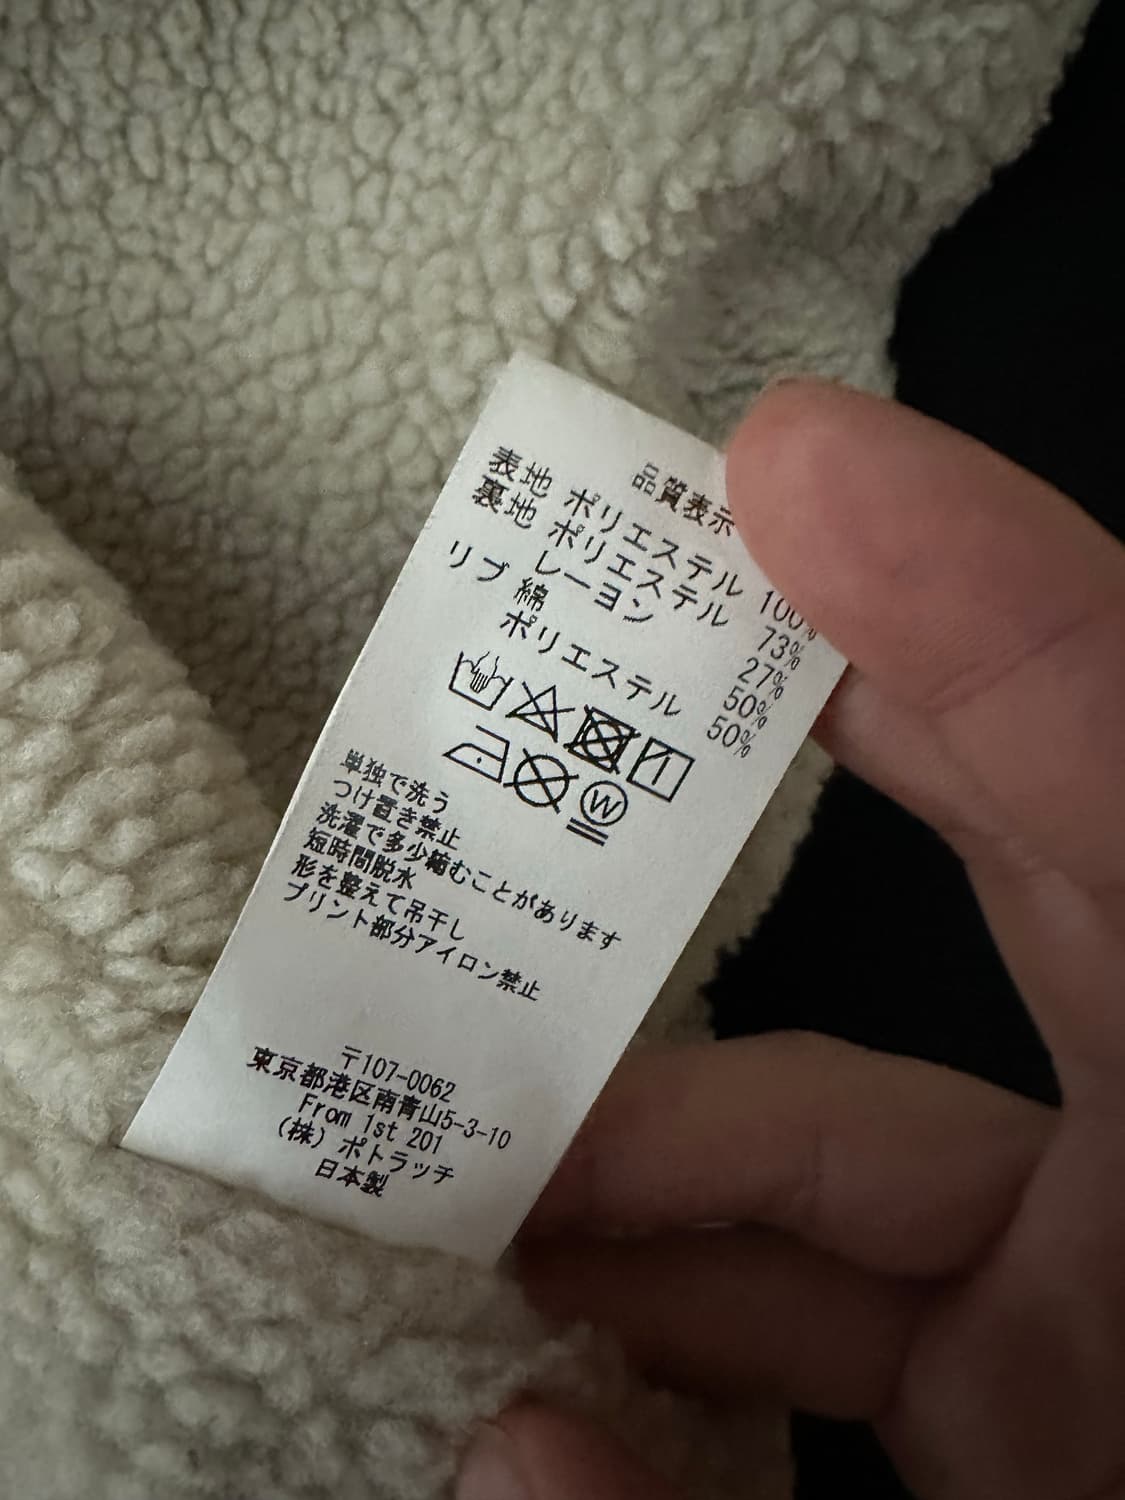 品質表示
表地 ポリエステル 100%
裏地 ポリエステル 73%
レーヨン 27%
リブ 綿 50%
ポリエステル 50%
W
単独で洗う
つけ置き禁止
洗濯で多少縮むことがあります
短時間脱水
形を整えて吊干し
プリント部分アイロン禁止
〒107-0062
東京都港区南青山5-3-10
From 1st 201
(株) ポトラッチ
日本製